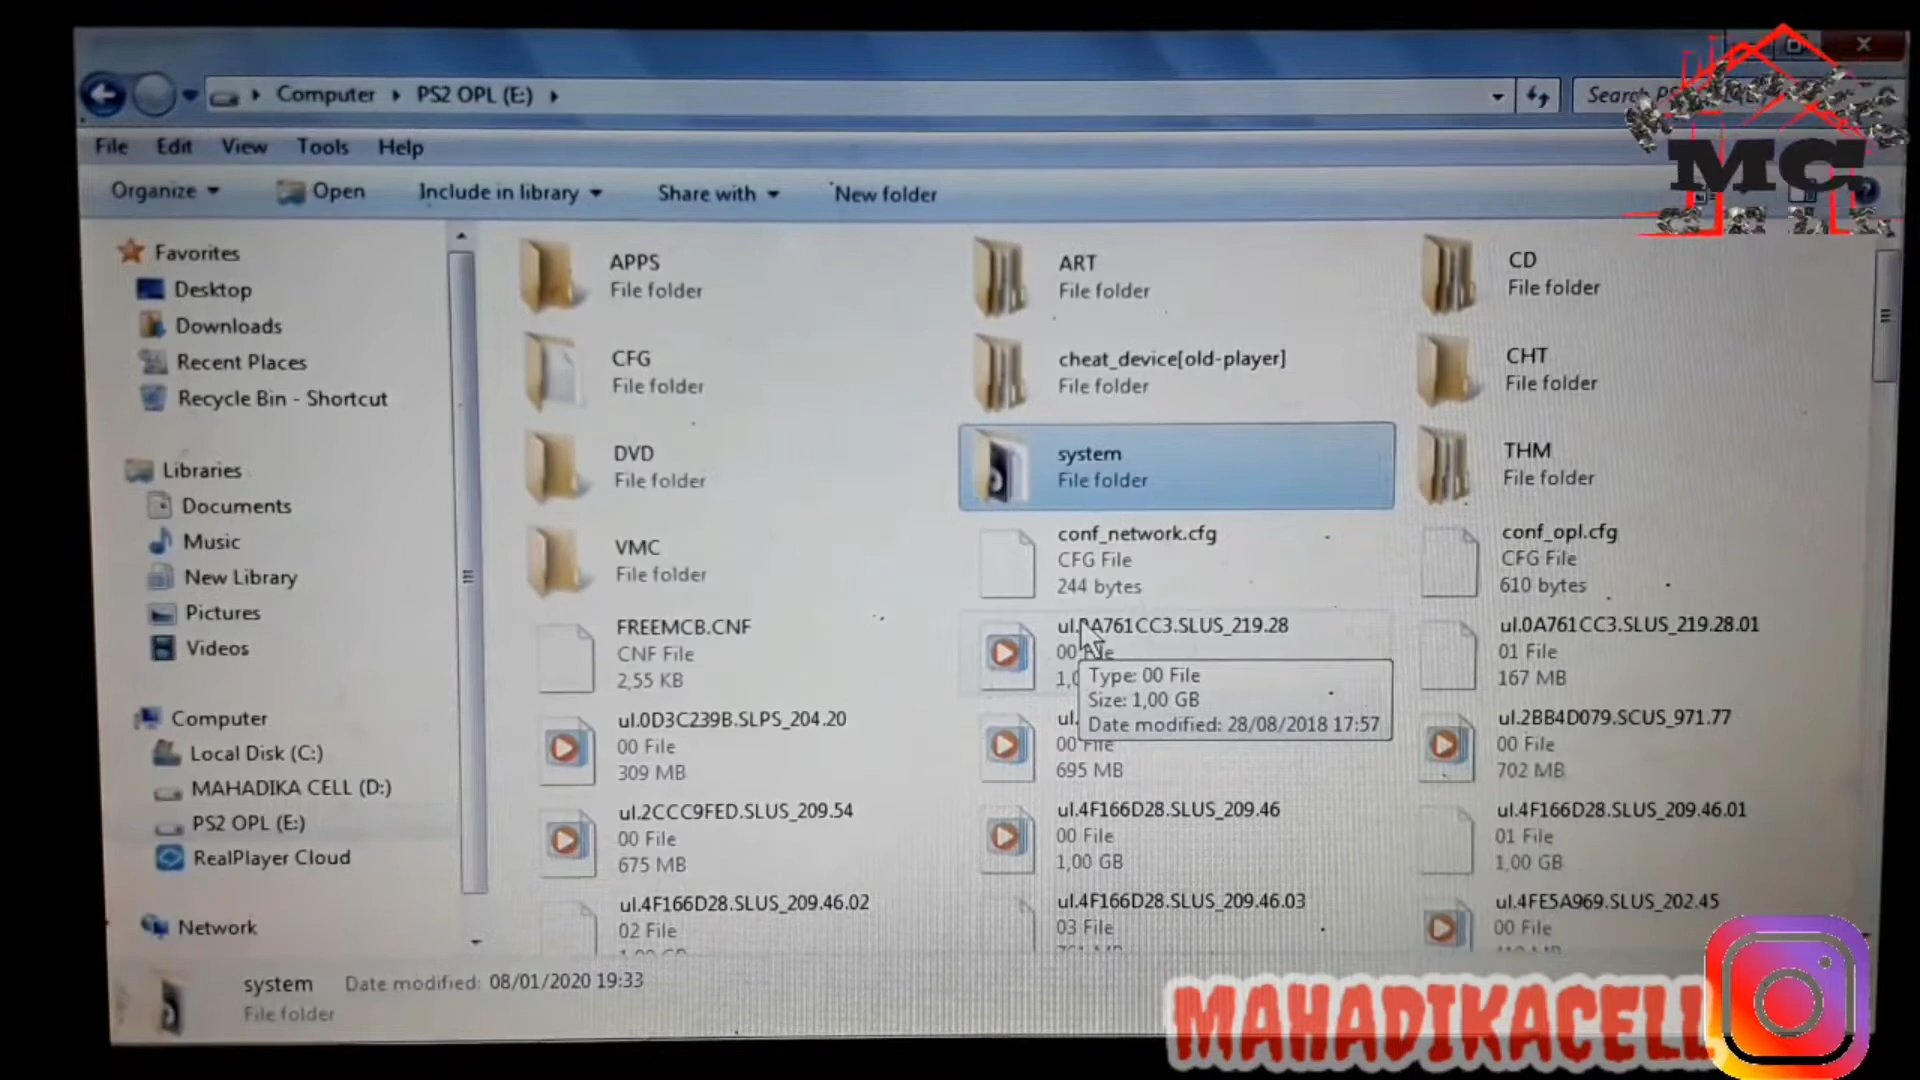 Computer PS2 OPL (E:)
Search
File Edit View Tools Help
MC
Organize Open Include in library Share with New folder
Favorites
Desktop
Downloads
Recent Places
Recycle Bin - Shortcut
Libraries
Documents
Music
New Library
Pictures
Videos
Computer
Local Disk (C:)
MAHADIKA CELL (D:)
PS2 OPL (E:)
RealPlayer Cloud
Network
APPS
File folder
ART
File folder
CD
File folder
CFG
File folder
cheat_device[old-player]
File folder
CHT
File folder
DVD
File folder
system
File folder
THM
File folder
VMC
File folder
conf_network.cfg
CFG File
244 bytes
conf_opl.cfg
CFG File
610 bytes
FREEMCB.CNF
CNF File
2,55 KB
ul.0A761CC3.SLUS_219.28
00 File
Type: 00 File
Size: 1,00 GB
Date modified: 28/08/2018 17:57
ul.0A761CC3.SLUS_219.28.01
01 File
167 MB
ul.0D3C239B.SLPS_204.20
00 File
309 MB
ul.
00 File
695 MB
ul.2BB4D079.SCUS_971.77
00 File
702 MB
ul.2CCC9FED.SLUS_209.54
00 File
675 MB
ul.4F166D28.SLUS_209.46
00 File
1,00 GB
ul.4F166D28.SLUS_209.46.01
01 File
1,00 GB
ul.4F166D28.SLUS_209.46.02
02 File
ul.4F166D28.SLUS_209.46.03
03 File
ul.4FE5A969.SLUS_202.45
00 File
system Date modified: 08/01/2020 19:33
File folder
MAHADIKACELL